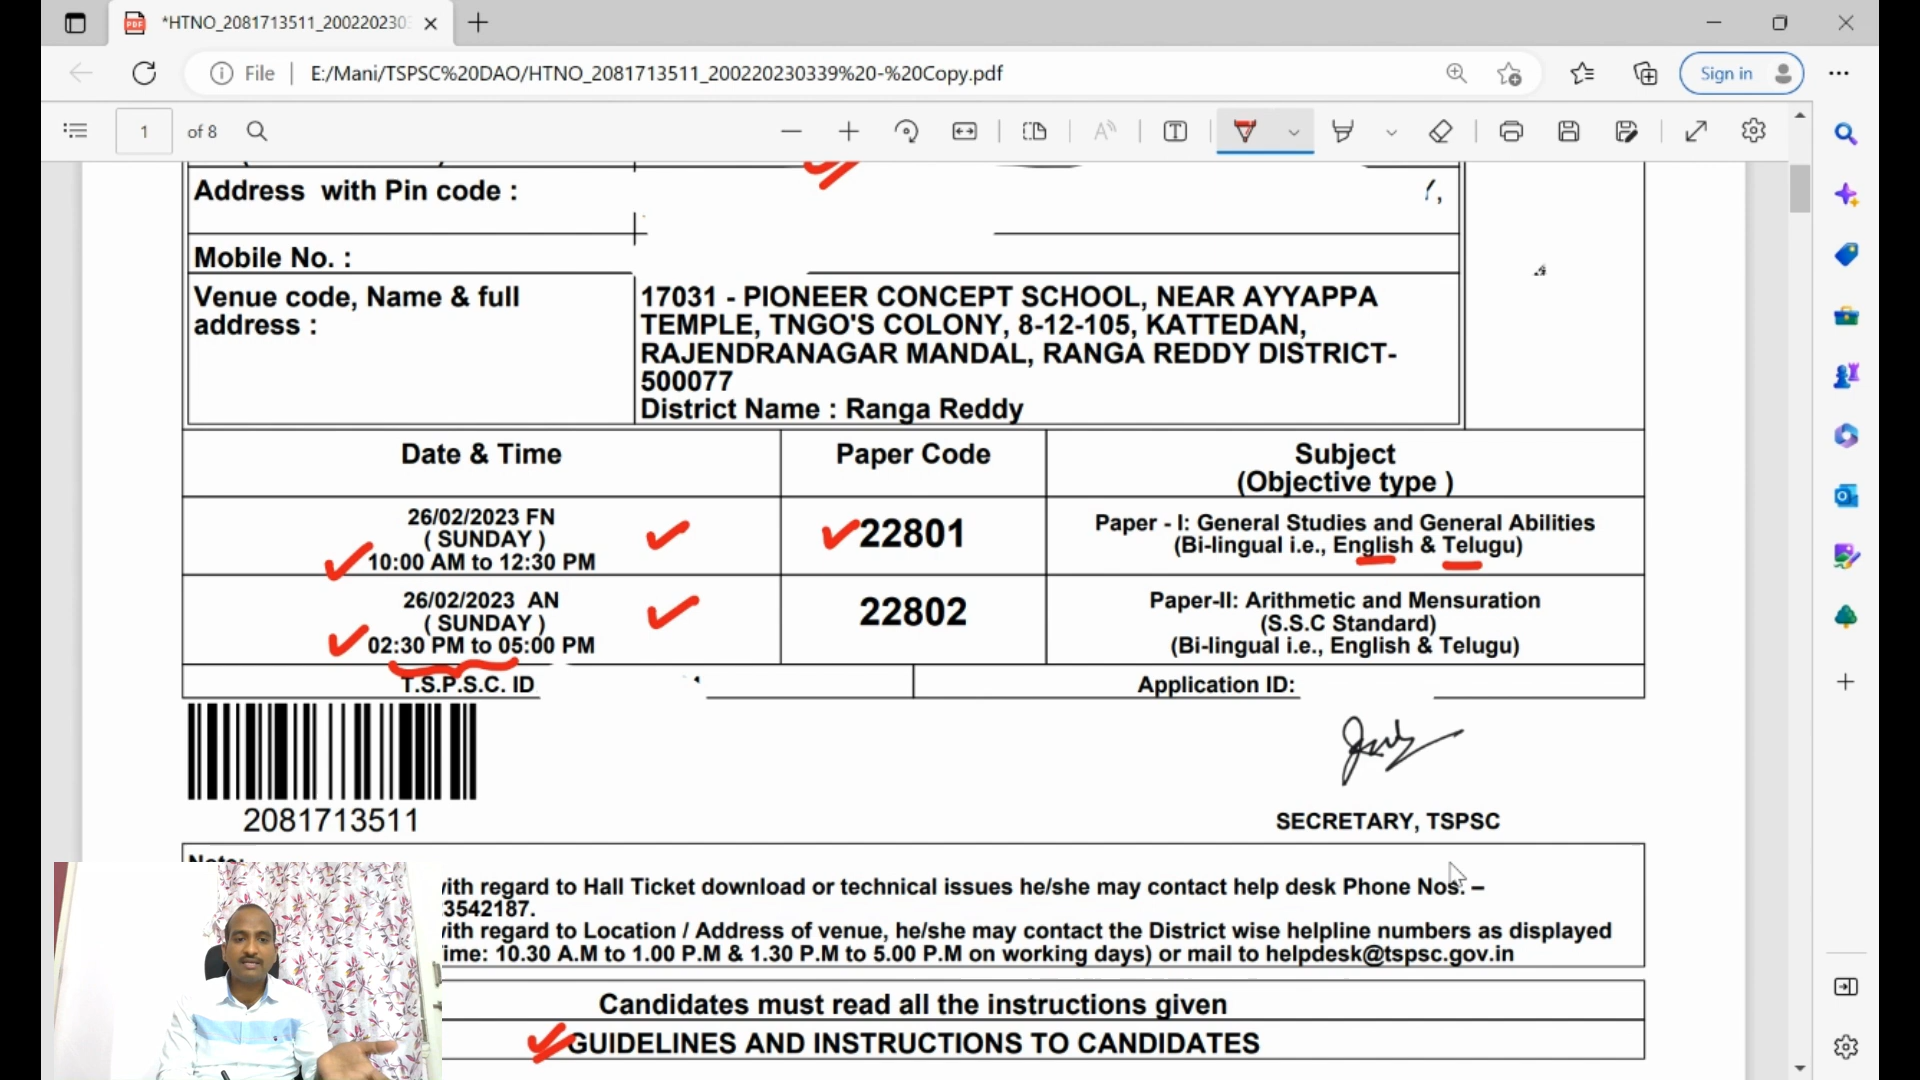 *HTNO_2081713511_200220230
File
E:/Mani/TSPSC%20DAO/HTNO_2081713511_200220230339%20-%20Copy.pdf
Sign in
1 of 8
Address with Pin code :
Mobile No. :
Venue code, Name & full address :
17031 - PIONEER CONCEPT SCHOOL, NEAR AYYAPPA
TEMPLE, TNGO'S COLONY, 8-12-105, KATTEDAN,
RAJENDRANAGAR MANDAL, RANGA REDDY DISTRICT-
500077
District Name : Ranga Reddy
Date & Time
Paper Code
Subject
(Objective type )
26/02/2023 FN
( SUNDAY )
10:00 AM to 12:30 PM
22801
Paper - I: General Studies and General Abilities
(Bi-lingual i.e., English & Telugu)
26/02/2023 AN
( SUNDAY )
02:30 PM to 05:00 PM
22802
Paper-II: Arithmetic and Mensuration
(S.S.C Standard)
(Bi-lingual i.e., English & Telugu)
T.S.P.S.C. ID
Application ID:
2081713511
SECRETARY, TSPSC
with regard to Hall Ticket download or technical issues he/she may contact help desk Phone Nos. –
3542187.
with regard to Location / Address of venue, he/she may contact the District wise helpline numbers as displayed
ime: 10.30 A.M to 1.00 P.M & 1.30 P.M to 5.00 P.M on working days) or mail to helpdesk@tspsc.gov.in
Candidates must read all the instructions given
GUIDELINES AND INSTRUCTIONS TO CANDIDATES